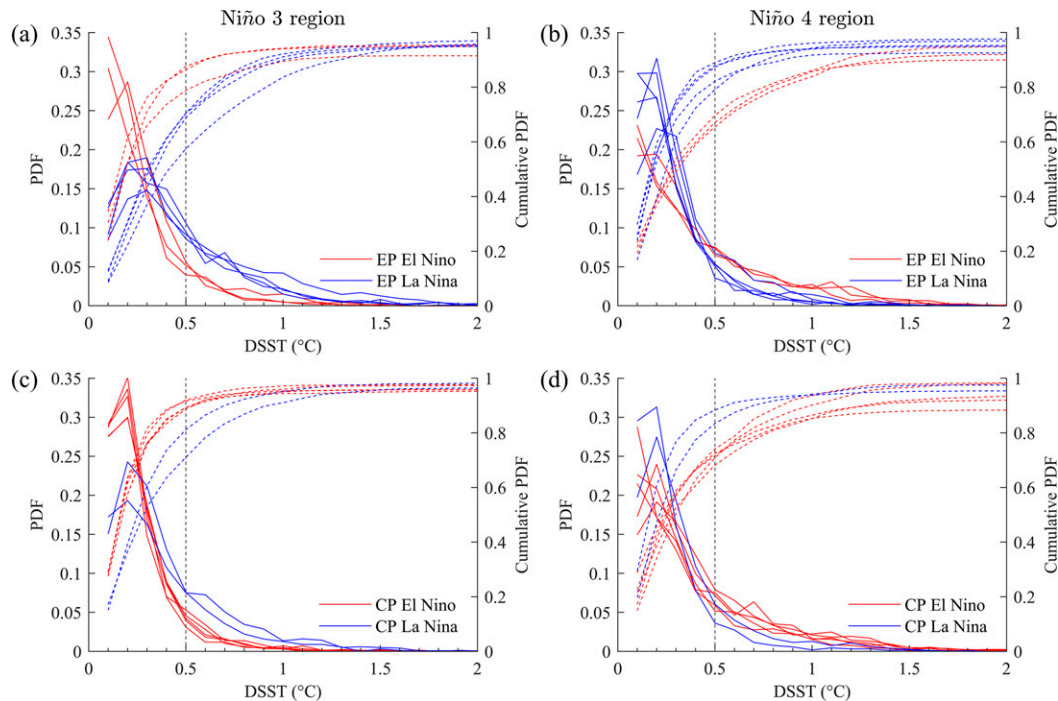 Niño 3 region
Niño 4 region
(a)
0.35
0.3
0.25
0.2
0.15
0.1
0.05
0
PDF
1
0.8
0.6
0.4
0.2
0
Cumulative PDF
EP El Nino
EP La Nina
0
0.5
1
1.5
2
DSST (°C)
(b)
0.35
0.3
0.25
0.2
0.15
0.1
0.05
0
PDF
1
0.8
0.6
0.4
0.2
0
Cumulative PDF
EP El Nino
EP La Nina
0
0.5
1
1.5
2
DSST (°C)
(c)
0.35
0.3
0.25
0.2
0.15
0.1
0.05
0
PDF
1
0.8
0.6
0.4
0.2
0
Cumulative PDF
CP El Nino
CP La Nina
0
0.5
1
1.5
2
DSST (°C)
(d)
0.35
0.3
0.25
0.2
0.15
0.1
0.05
0
PDF
1
0.8
0.6
0.4
0.2
0
Cumulative PDF
CP El Nino
CP La Nina
0
0.5
1
1.5
2
DSST (°C)